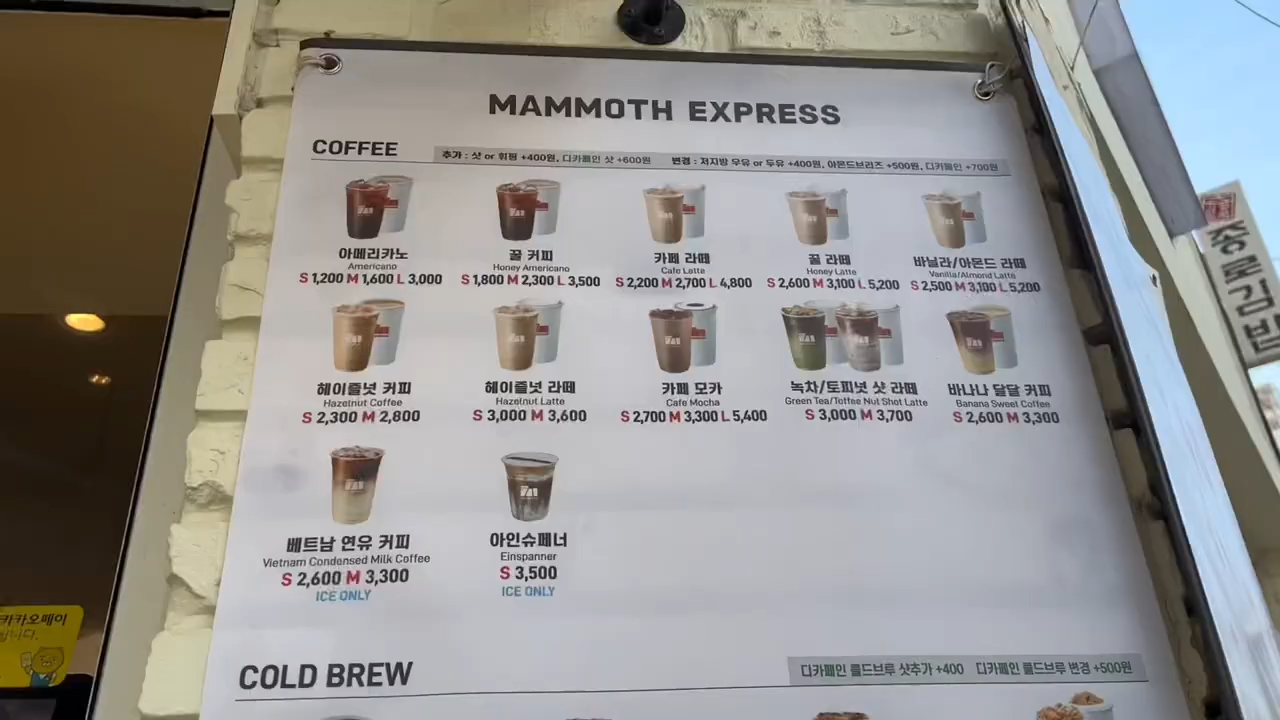 MAMMOTH EXPRESS
COFFEE
추가 : 샷 or 휘핑 +400원, 디카페인 샷 +600원 변경 : 저지방 우유 or 두유 +400원, 아몬드브리즈 +500원, 디카페인 +700원
아메리카노
Americano
S 1,200 M 1,600 L 3,000
꿀 커피
Honey Americano
S 1,800 M 2,300 L 3,500
카페 라떼
Cafe Latte
S 2,200 M 2,700 L 4,800
꿀 라떼
Honey Latte
S 2,600 M 3,100 L 5,200
바닐라/아몬드 라떼
Vanilla/Almond Latte
S 2,500 M 3,100 L 5,200
헤이즐넛 커피
Hazelnut Coffee
S 2,300 M 2,800
헤이즐넛 라떼
Hazelnut Latte
S 3,000 M 3,600
카페 모카
Cafe Mocha
S 2,700 M 3,300 L 5,400
녹차/토피넛 샷 라떼
Green Tea/Toffee Nut Shot Latte
S 3,000 M 3,700
바나나 달달 커피
Banana Sweet Coffee
S 2,600 M 3,300
베트남 연유 커피
Vietnam Condensed Milk Coffee
S 2,600 M 3,300
ICE ONLY
아인슈페너
Einspanner
S 3,500
ICE ONLY
COLD BREW
디카페인 콜드브루 샷추가 +400 디카페인 콜드브루 변경 +500원
카카오페이
니다.